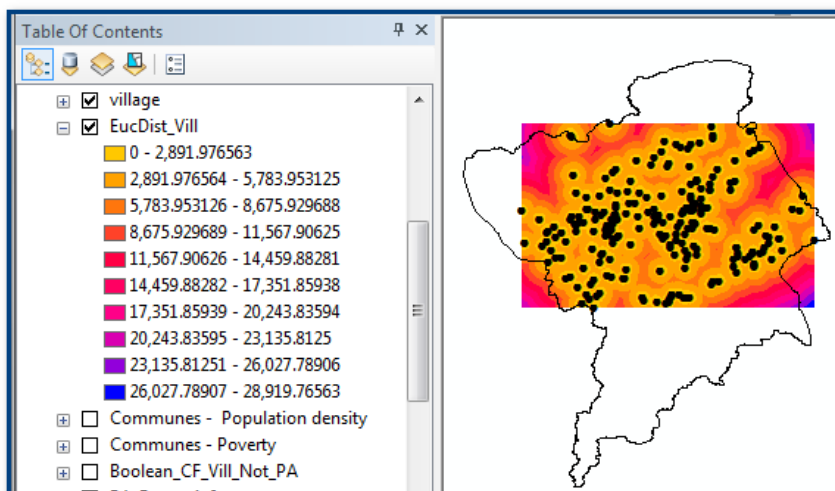 Table Of Contents
village
EucDist_Vill
0 - 2,891.976563
2,891.976564 - 5,783.953125
5,783.953126 - 8,675.929688
8,675.929689 - 11,567.90625
11,567.90626 - 14,459.88281
14,459.88282 - 17,351.85938
17,351.85939 - 20,243.83594
20,243.83595 - 23,135.8125
23,135.81251 - 26,027.78906
26,027.78907 - 28,919.76563
Communes - Population density
Communes - Poverty
Boolean_CF_Vill_Not_PA